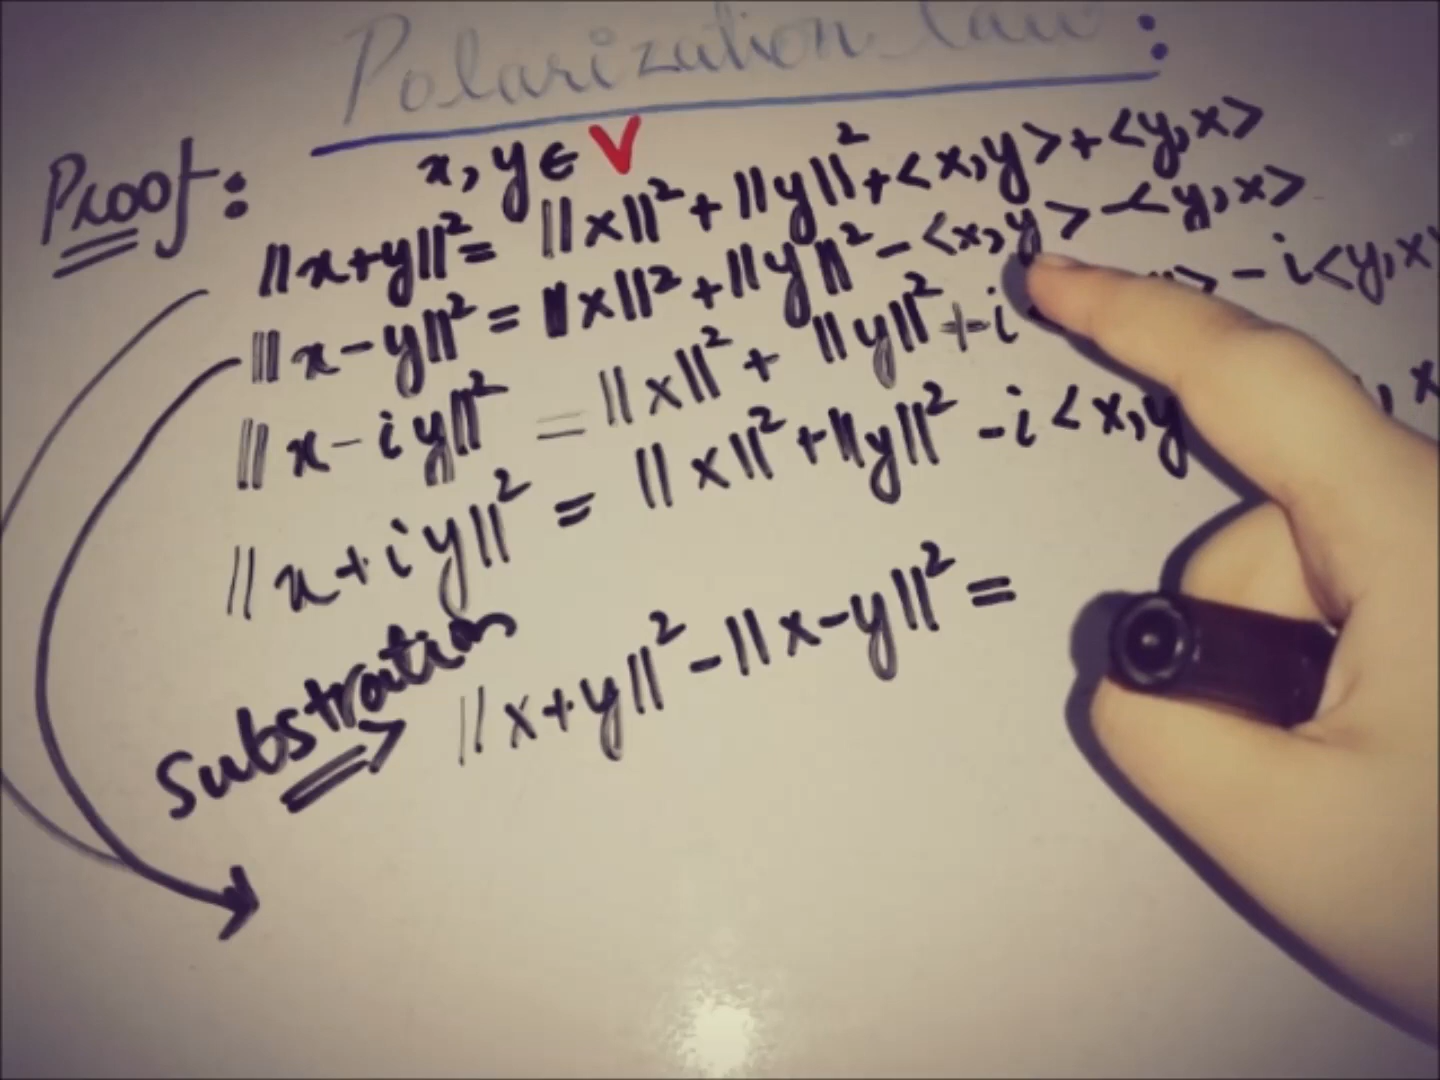 Polarization law:
Proof: x, y ∈ V
||x+y||² = ||x||² + ||y||² + <x,y> + <y,x>
||x-y||² = ||x||² + ||y||² - <x,y> - <y,x>
||x-iy||² = ||x||² + ||y||² + i > - i<y,x>
||x+iy||² = ||x||² + ||y||² - i<x,y , x
Substration ⇒ ||x+y||² - ||x-y||² =